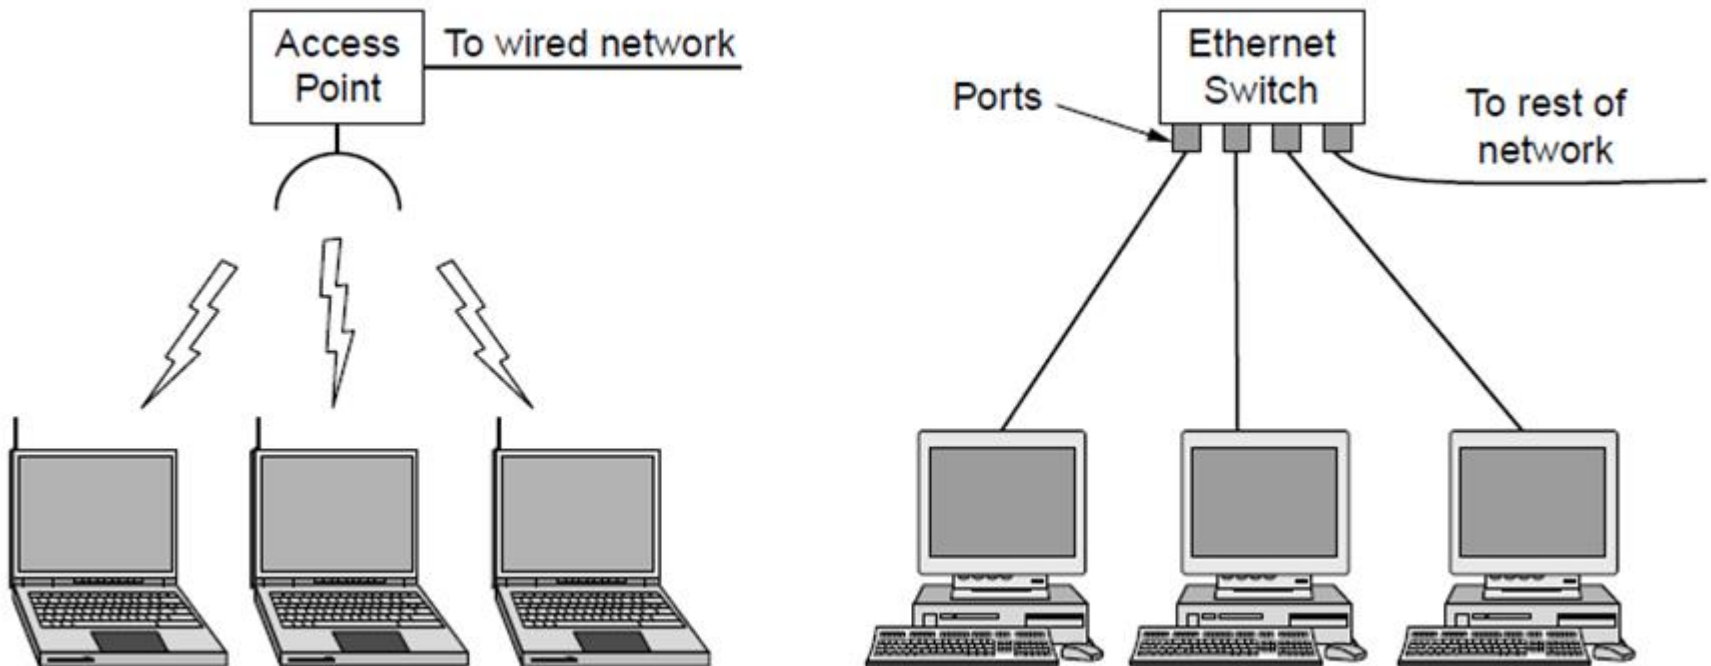 Access
Point
To wired network
Ethernet
Switch
Ports
To rest of
network